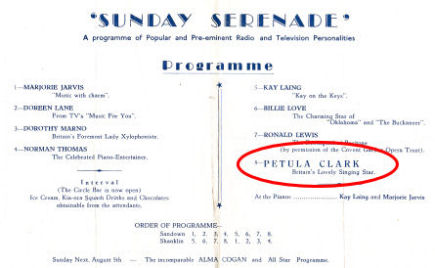 "SUNDAY SERENADE"
A programme of Popular and Pre-eminent Radio and Television Personalities
Programme
1—MARJORIE JARVIS
"Music with charm".
2—DOREEN LANE
From TV's "Music For You".
3—DOROTHY MARNO
Britain's Foremost Lady Xylophonist.
4—NORMAN THOMAS
The Celebrated Piano-Entertainer.
Interval
(The Circle Bar is now open)
Ice Cream, Kia-ora Squash Drinks and Chocolates
obtainable from the attendants.
5—KAY LAING
"Kay on the Keys".
6—BILLIE LOVE
The Charming Star of
"Oklahoma" and "The Buccaneer".
7—RONALD LEWIS
The Baritone
(by permission of the Covent Garden Opera Trust).
8—PETULA CLARK
Britain's Lovely Singing Star.
At the Pianos .................. Kay Laing and Marjorie Jarvis
ORDER OF PROGRAMME—
Sandown 1, 2, 3, 4, 5, 6, 7, 8.
Shanklin 5, 6, 7, 8, 1, 2, 3, 4.
Sunday Next, August 5th — The incomparable ALMA COGAN and All Star Programme.